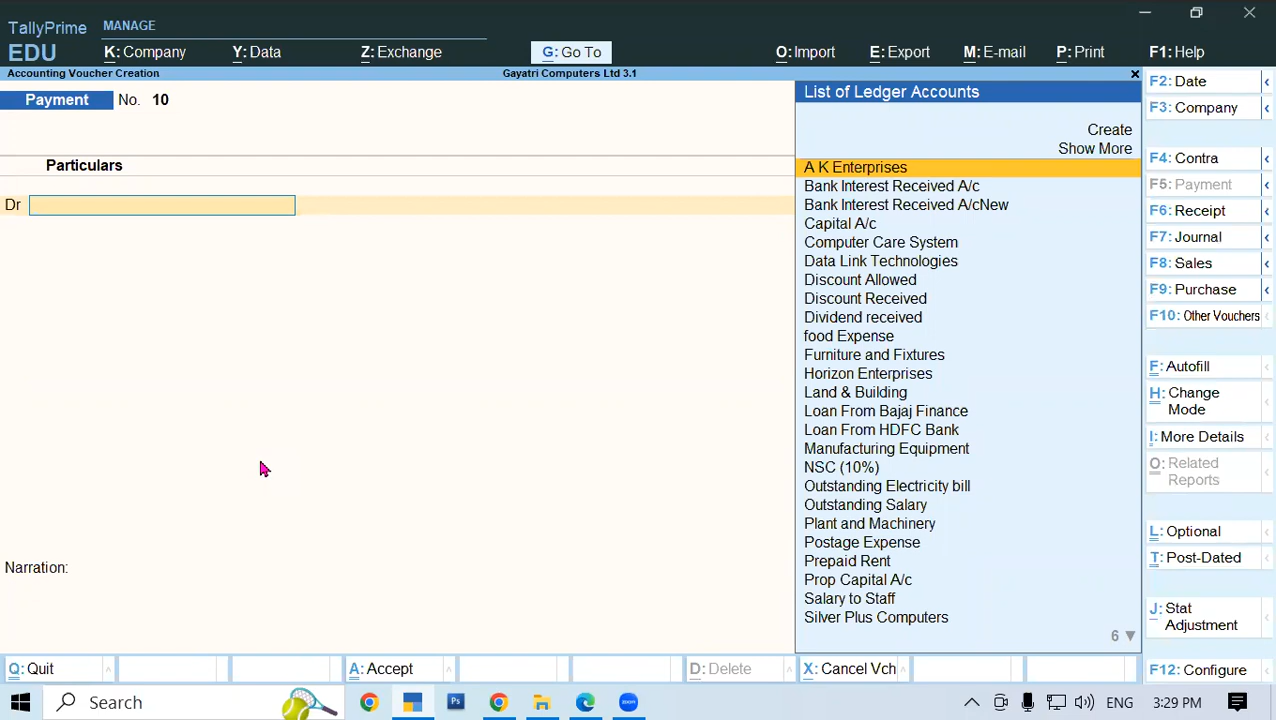 TallyPrime
EDU
MANAGE
K: Company
Y: Data
Z: Exchange
G: Go To
O: Import
E: Export
M: E-mail
P: Print
F1: Help
Accounting Voucher Creation
Gayatri Computers Ltd 3.1
Payment No. 10
Particulars
Dr
Narration:
List of Ledger Accounts
Create
Show More
A K Enterprises
Bank Interest Received A/c
Bank Interest Received A/cNew
Capital A/c
Computer Care System
Data Link Technologies
Discount Allowed
Discount Received
Dividend received
food Expense
Furniture and Fixtures
Horizon Enterprises
Land & Building
Loan From Bajaj Finance
Loan From HDFC Bank
Manufacturing Equipment
NSC (10%)
Outstanding Electricity bill
Outstanding Salary
Plant and Machinery
Postage Expense
Prepaid Rent
Prop Capital A/c
Salary to Staff
Silver Plus Computers
6 ▼
F2: Date
F3: Company
F4: Contra
F5: Payment
F6: Receipt
F7: Journal
F8: Sales
F9: Purchase
F10: Other Vouchers
F: Autofill
H: Change
Mode
I: More Details
O: Related
Reports
L: Optional
T: Post-Dated
J: Stat
Adjustment
F12: Configure
Q: Quit
A: Accept
D: Delete
X: Cancel Vch
Search
Ps
zoom
ENG
3:29 PM